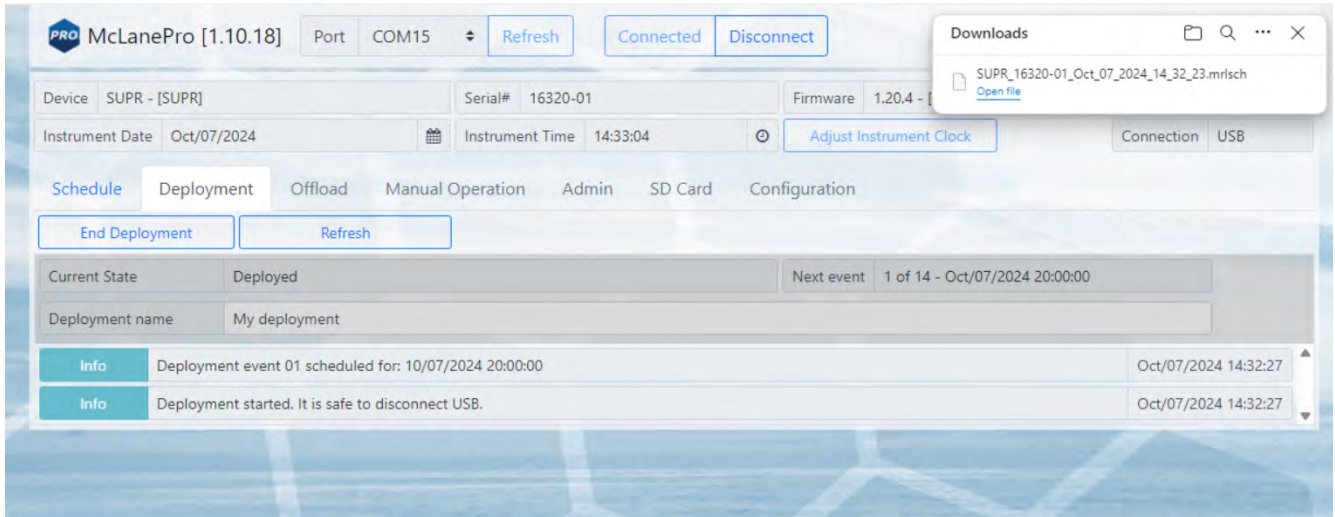 PRO McLanePro [1.10.18] Port COM15 Refresh Connected Disconnect
Downloads
SUPR_16320-01_Oct_07_2024_14_32_23.mrlsch
Open file
Device SUPR - [SUPR] Serial# 16320-01 Firmware 1.20.4 - [
Instrument Date Oct/07/2024 Instrument Time 14:33:04 Adjust Instrument Clock Connection USB
Schedule Deployment Offload Manual Operation Admin SD Card Configuration
End Deployment Refresh
Current State Deployed Next event 1 of 14 - Oct/07/2024 20:00:00
Deployment name My deployment
Info Deployment event 01 scheduled for: 10/07/2024 20:00:00 Oct/07/2024 14:32:27
Info Deployment started. It is safe to disconnect USB. Oct/07/2024 14:32:27